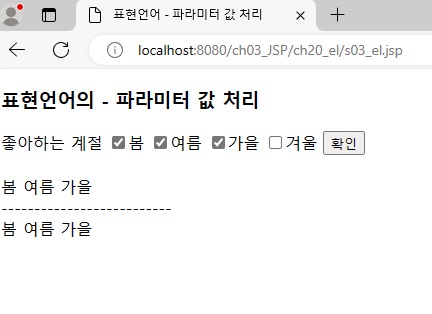 표현언어 - 파라미터 값 처리
localhost:8080/ch03_JSP/ch20_el/s03_el.jsp
표현언어의 - 파라미터 값 처리
좋아하는 계절 봄 여름 가을 겨울 확인
봄 여름 가을
--------------------------
봄 여름 가을